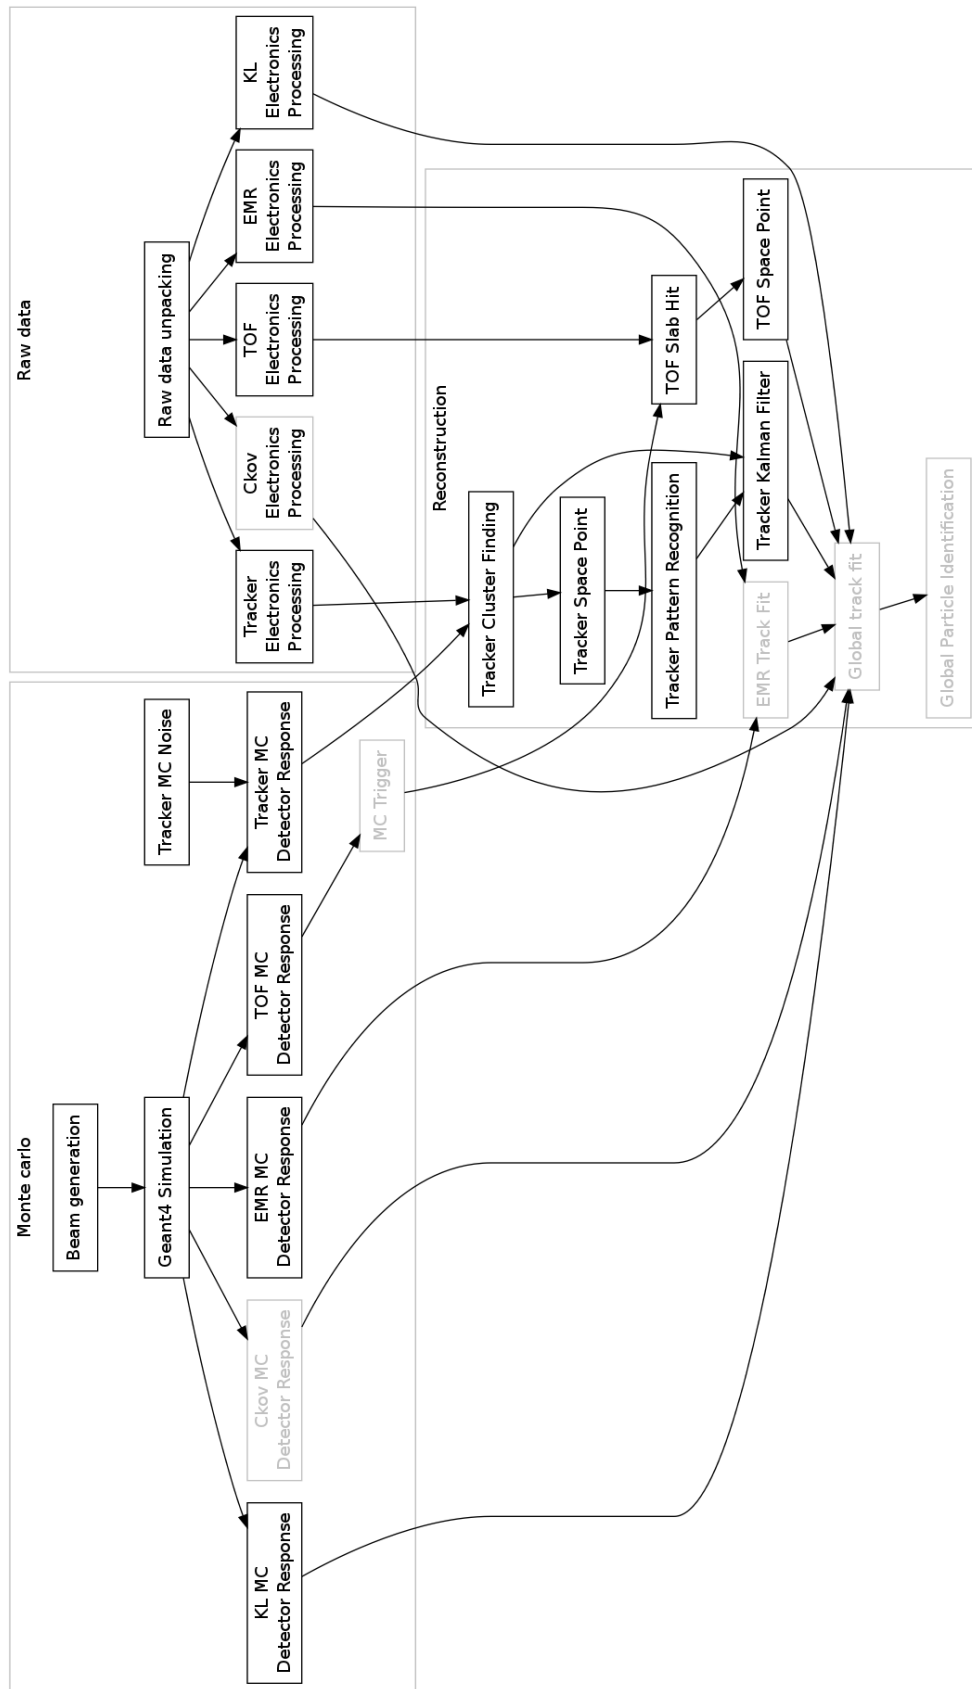 Monte carlo
Beam generation
Geant4 Simulation
Tracker MC Noise
KL MC
Detector Response
Ckov MC
Detector Response
EMR MC
Detector Response
TOF MC
Detector Response
Tracker MC
Detector Response
MC Trigger
Raw data
Raw data unpacking
Tracker
Electronics
Processing
Ckov
Electronics
Processing
TOF
Electronics
Processing
EMR
Electronics
Processing
KL
Electronics
Processing
Reconstruction
Tracker Cluster Finding
Tracker Space Point
Tracker Pattern Recognition
TOF Slab Hit
EMR Track Fit
Tracker Kalman Filter
TOF Space Point
Global track fit
Global Particle Identification